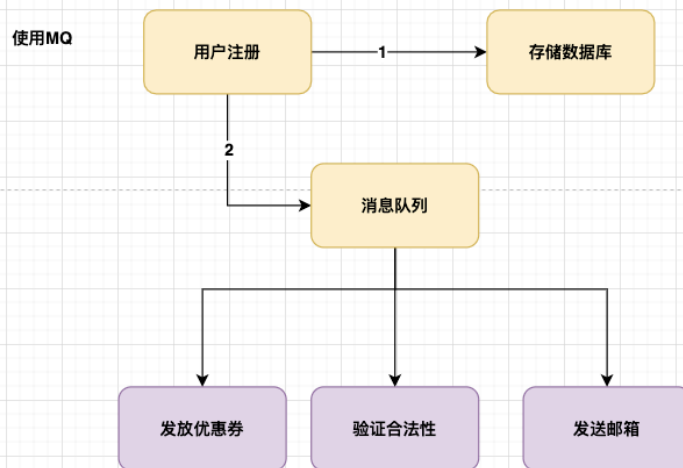 使用MQ
用户注册
1
存储数据库
2
消息队列
发放优惠券
验证合法性
发送邮箱